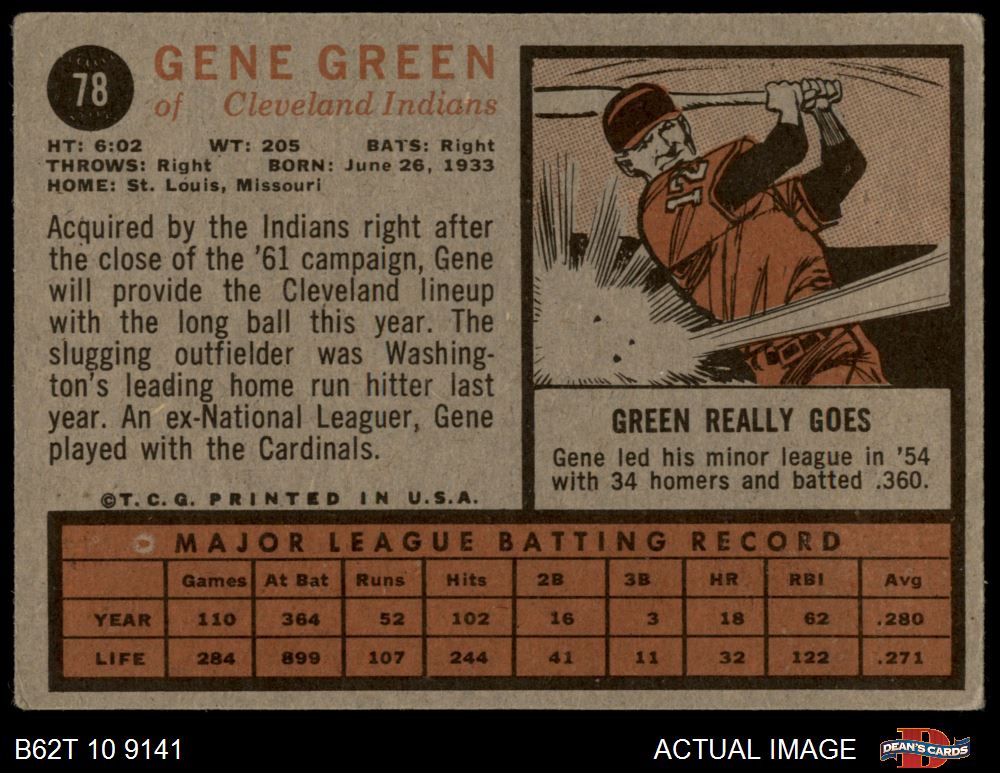 78
GENE GREEN
of Cleveland Indians
HT: 6:02 WT: 205 BATS: Right
THROWS: Right BORN: June 26, 1933
HOME: St. Louis, Missouri
Acquired by the Indians right after
the close of the '61 campaign, Gene
will provide the Cleveland lineup
with the long ball this year. The
slugging outfielder was Washing-
ton's leading home run hitter last
year. An ex-National Leaguer, Gene
played with the Cardinals.
©T.C.G. PRINTED IN U.S.A.
12
GREEN REALLY GOES
Gene led his minor league in '54
with 34 homers and batted .360.
MAJOR LEAGUE BATTING RECORD
Games At Bat Runs Hits 2B 3B HR RBI Avg
YEAR 110 364 52 102 16 3 18 62 .280
LIFE 284 899 107 244 41 11 32 122 .271
B62T 10 9141
ACTUAL IMAGE
DEAN'S CARDS